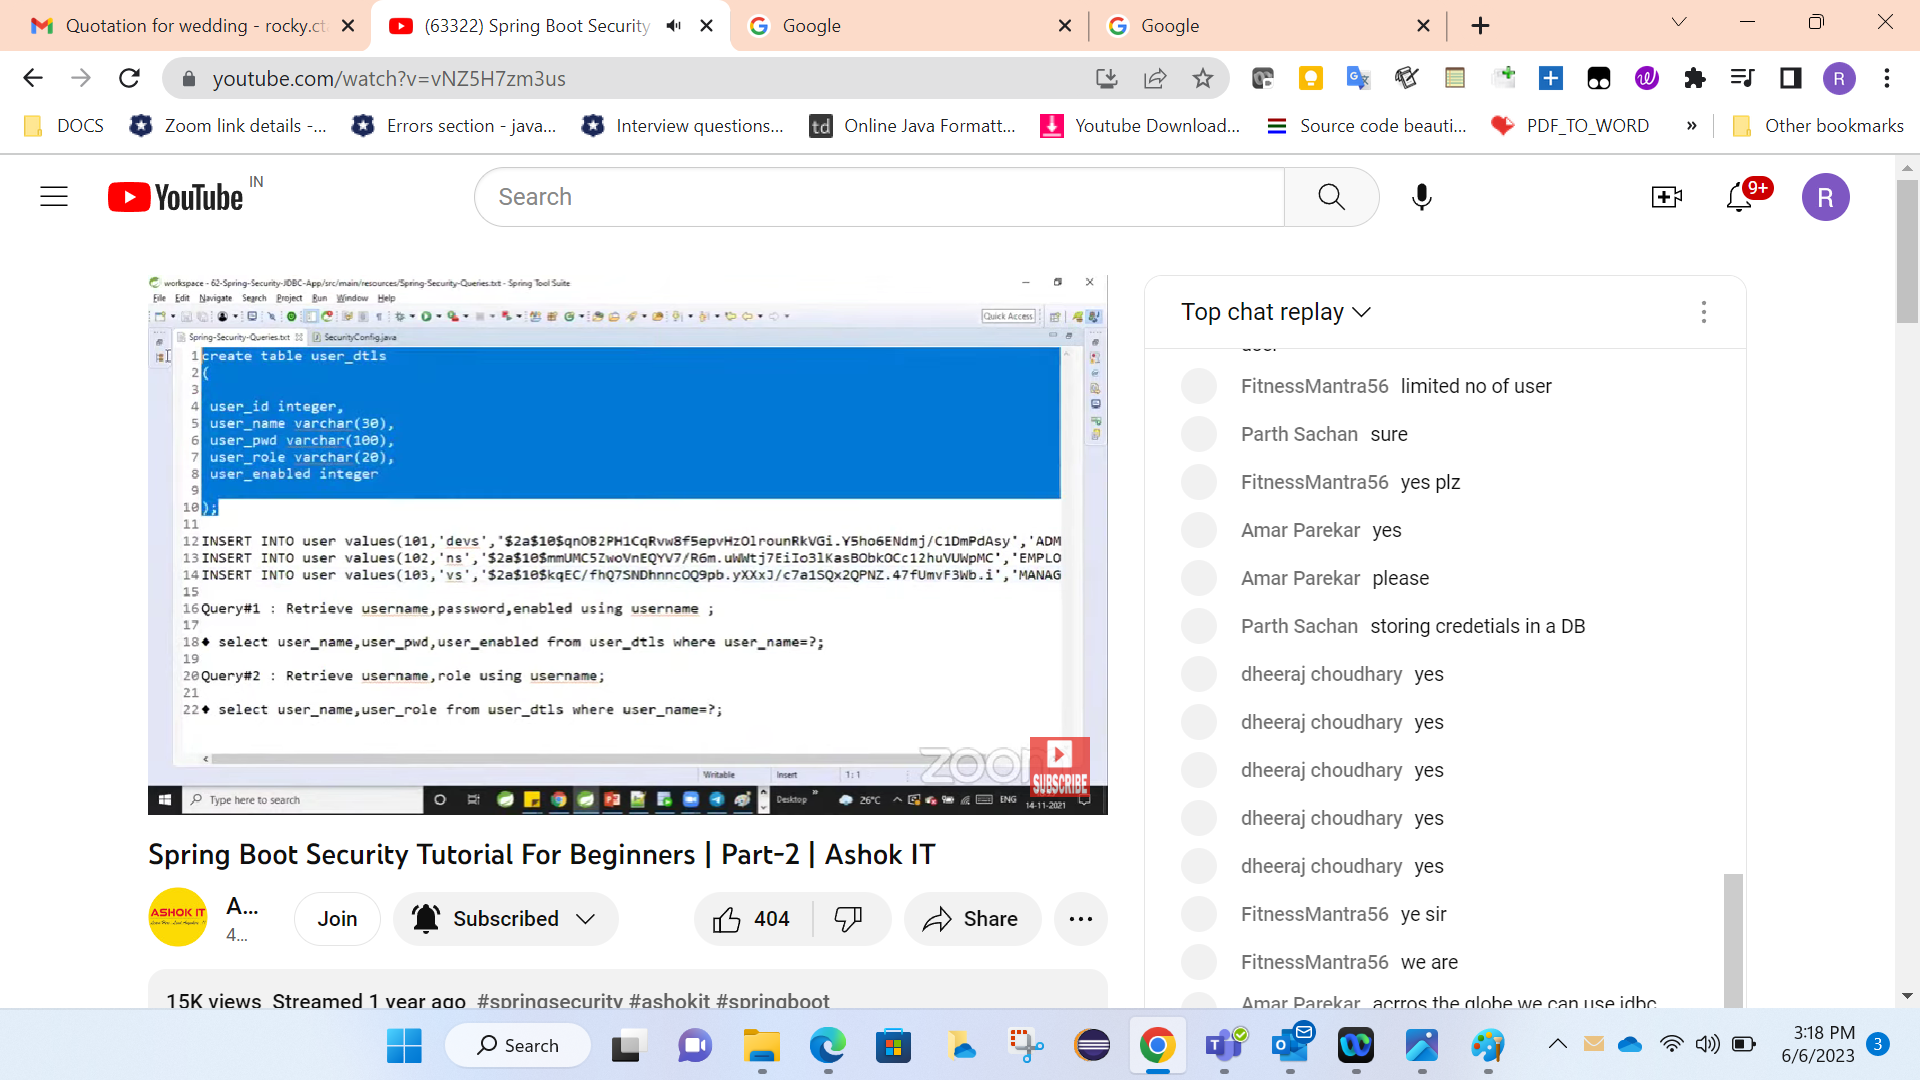 Quotation for wedding - rocky.ct
(63322) Spring Boot Security
Google
Google
youtube.com/watch?v=vNZ5H7zm3us
R
DOCS
Zoom link details -...
Errors section - java...
Interview questions...
td
Online Java Formatt...
Youtube Download...
Source code beauti...
PDF_TO_WORD
»
Other bookmarks
YouTube IN
Search
9+
R
workspace - 62-Spring-Security-JDBC-App/src/main/resources/Spring-Security-Queries.txt - Spring Tool Suite
File Edit Navigate Search Project Run Window Help
Quick Access
Spring-Security-Queries.txt
SecurityConfig.java
1 create table user_dtls
2 (
3
4 user_id integer,
5 user_name varchar(30),
6 user_pwd varchar(100),
7 user_role varchar(20),
8 user_enabled integer
9
10 );
11
12 INSERT INTO user values(101,'devs','$2a$10$qnOB2PH1CqRvw8f5epvHzOlrounRkVGi.Y5ho6ENdmj/C1DmPdAsy','ADM
13 INSERT INTO user values(102,'ns','$2a$10$mmUMC5ZwoVnEQYV7/R6m.uWWtj7EiIo3lKasBObkOCc12huVUWpMC','EMPLO
14 INSERT INTO user values(103,'vs','$2a$10$kqEC/fhQ7SNDhnncOQ9pb.yXXxJ/c7a1SQx2QPNZ.47fUmvF3Wb.i','MANAG
15
16 Query#1 : Retrieve username,password,enabled using username ;
17
18 select user_name,user_pwd,user_enabled from user_dtls where user_name=?;
19
20 Query#2 : Retrieve username,role using username;
21
22 select user_name,user_role from user_dtls where user_name=?;
zoom
SUBSCRIBE
Writable Insert 1:1
Type here to search
Desktop
26°C
ENG
14-11-2021
Top chat replay
FitnessMantra56 limited no of user
Parth Sachan sure
FitnessMantra56 yes plz
Amar Parekar yes
Amar Parekar please
Parth Sachan storing credetials in a DB
dheeraj choudhary yes
dheeraj choudhary yes
dheeraj choudhary yes
dheeraj choudhary yes
dheeraj choudhary yes
FitnessMantra56 ye sir
FitnessMantra56 we are
Amar Parekar acrros the globe we can use jdbc
Spring Boot Security Tutorial For Beginners | Part-2 | Ashok IT
ASHOK IT
A...
4...
Join
Subscribed
404
Share
15K views Streamed 1 year ago #springsecurity #ashokit #springboot
Search
3:18 PM
6/6/2023
3